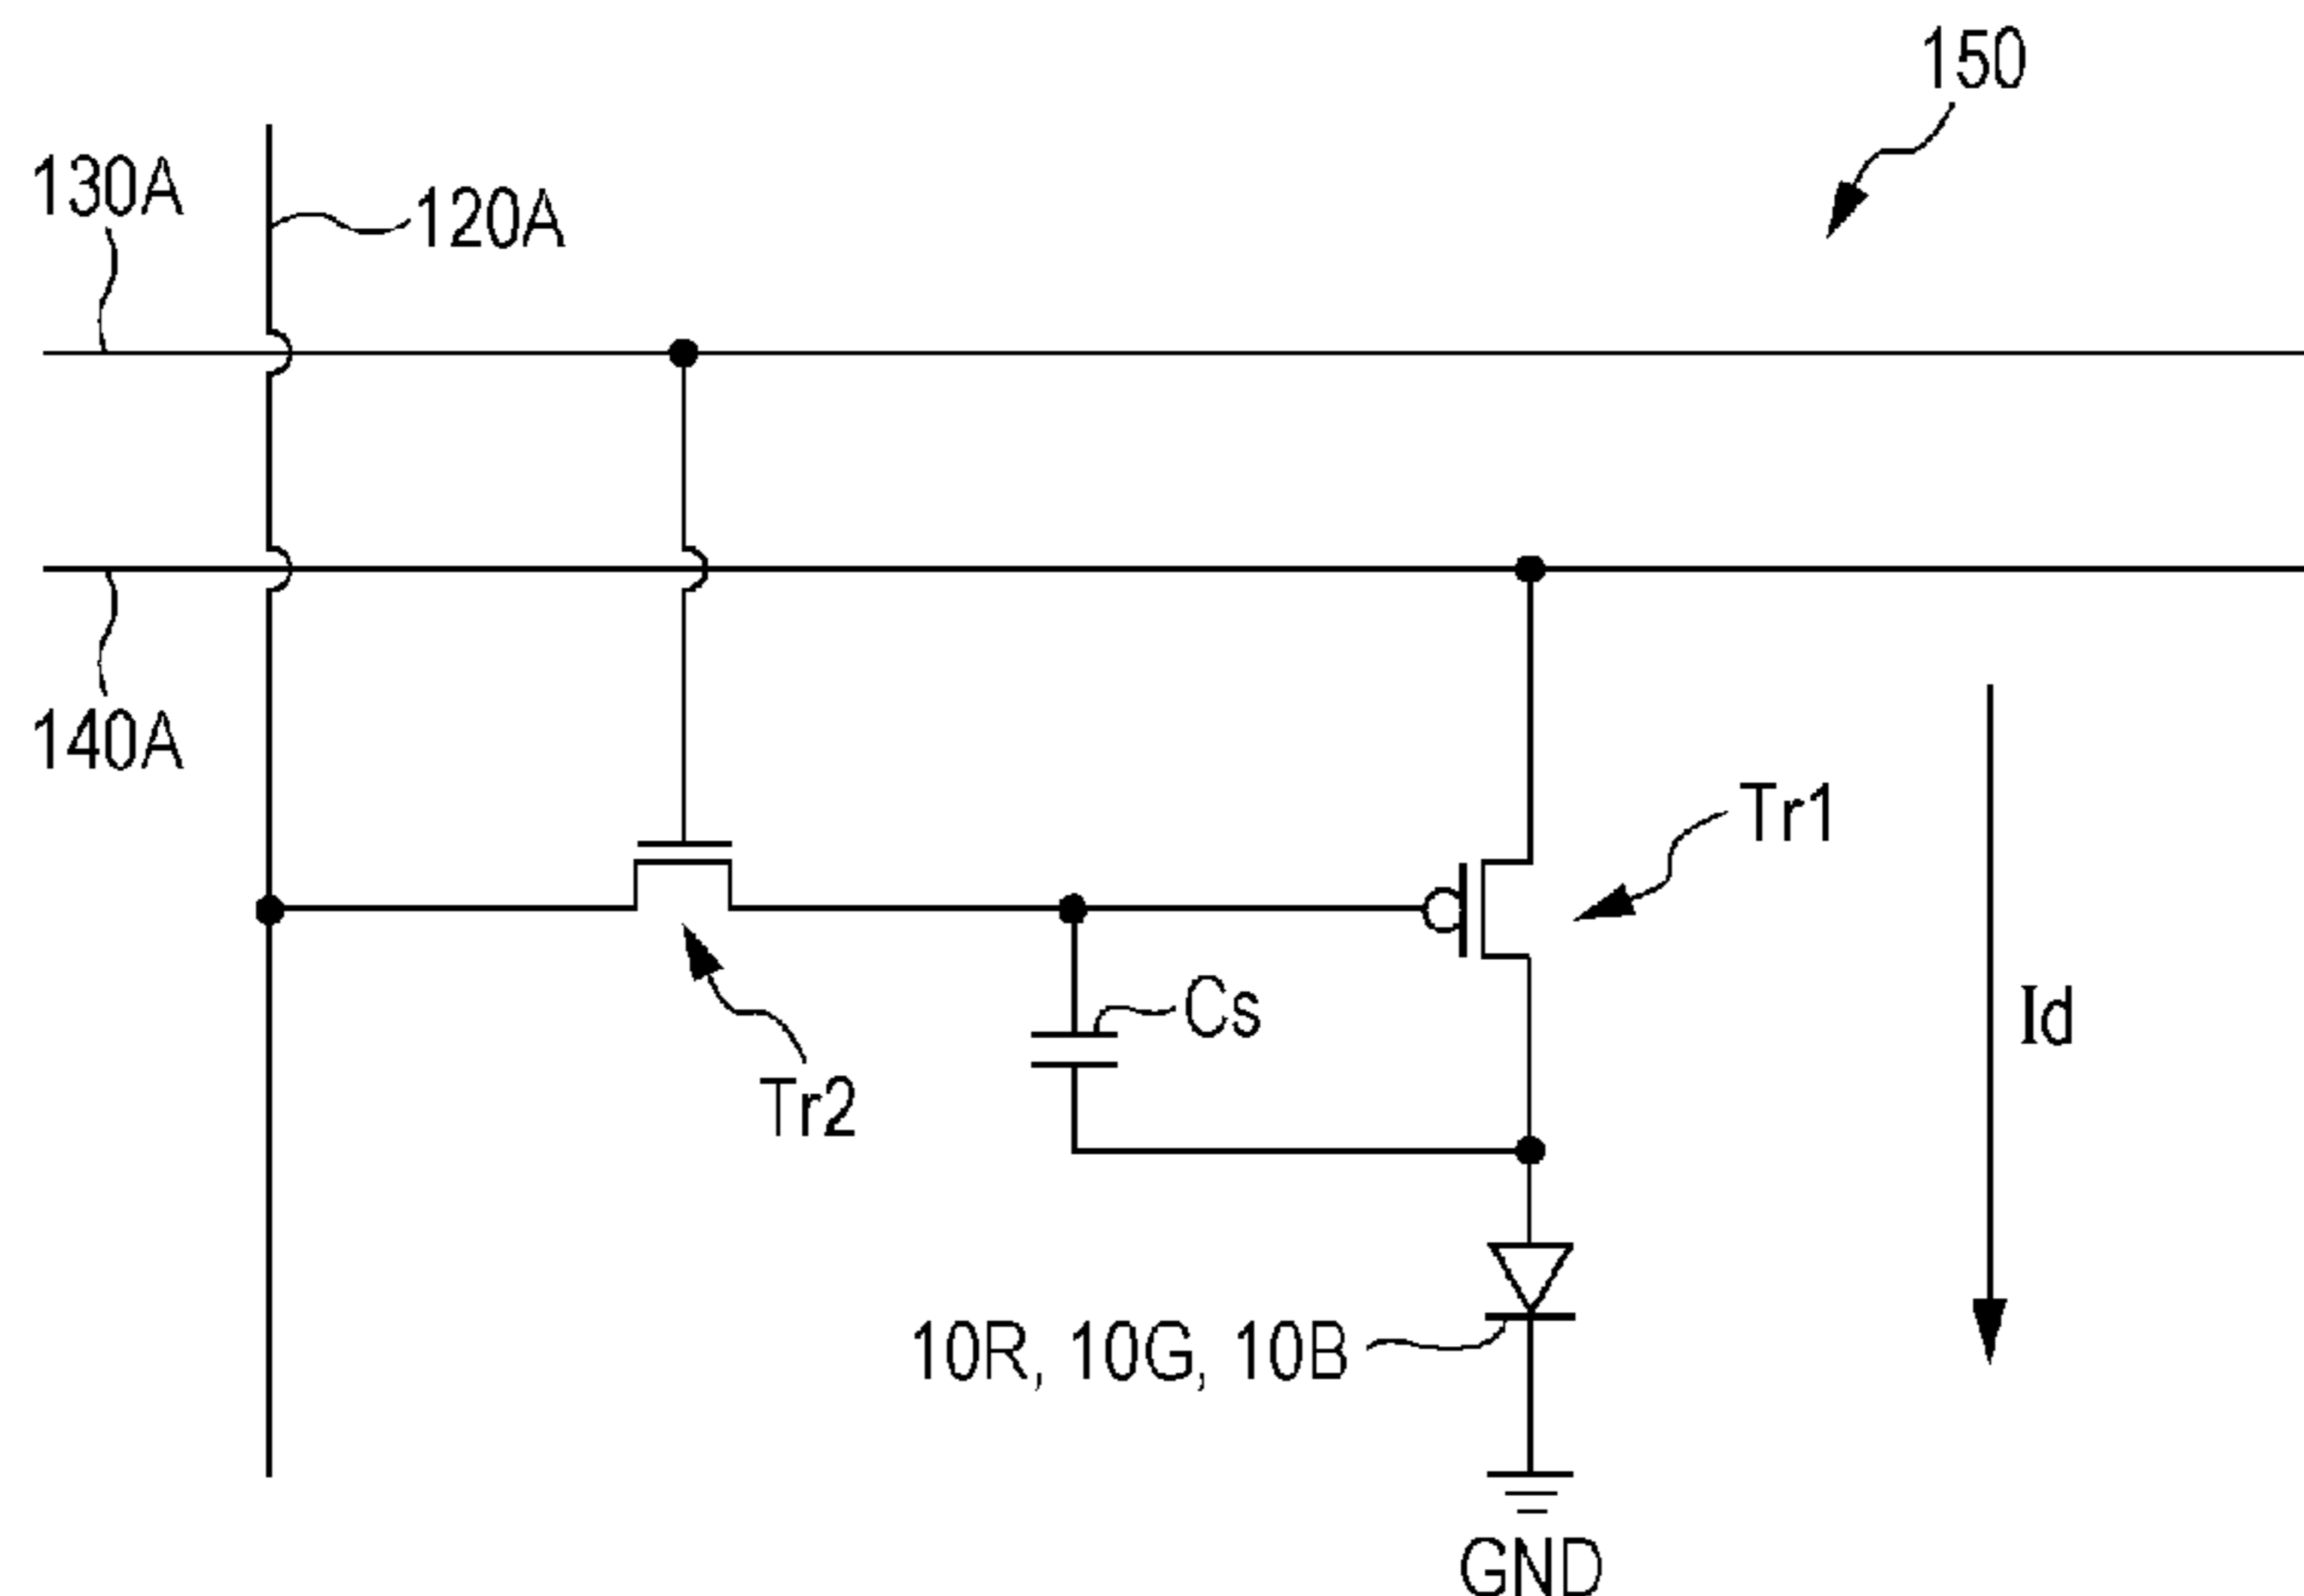 150
130A
120A
140A
Tr1
Cs
Id
Tr2
10R, 10G, 10B
GND